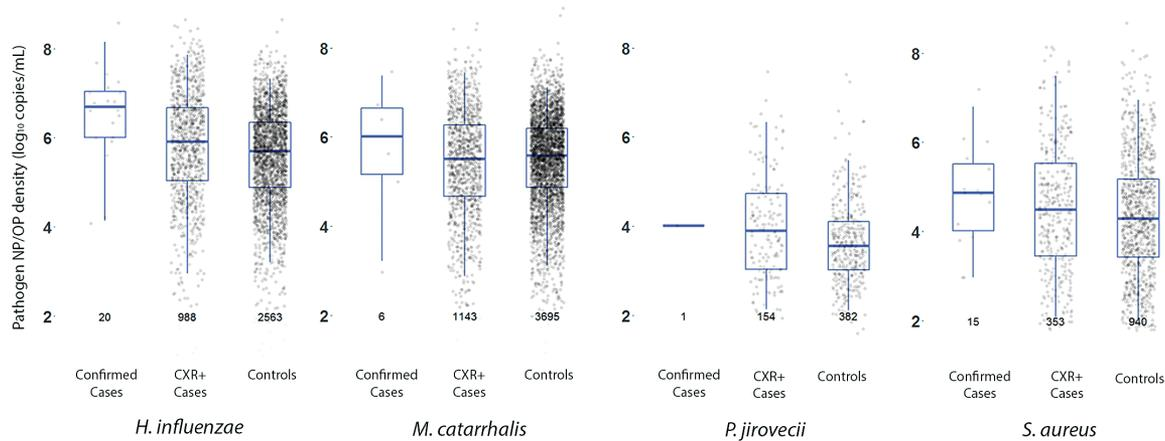 Pathogen NP/OP density (log₁₀ copies/mL)
8
6
4
2
20
988
2563
Confirmed
Cases
CXR+
Cases
Controls
H. influenzae
8
6
4
2
6
1143
3695
Confirmed
Cases
CXR+
Cases
Controls
M. catarrhalis
8
6
4
2
1
154
382
Confirmed
Cases
CXR+
Cases
Controls
P. jirovecii
8
6
4
2
15
353
940
Confirmed
Cases
CXR+
Cases
Controls
S. aureus